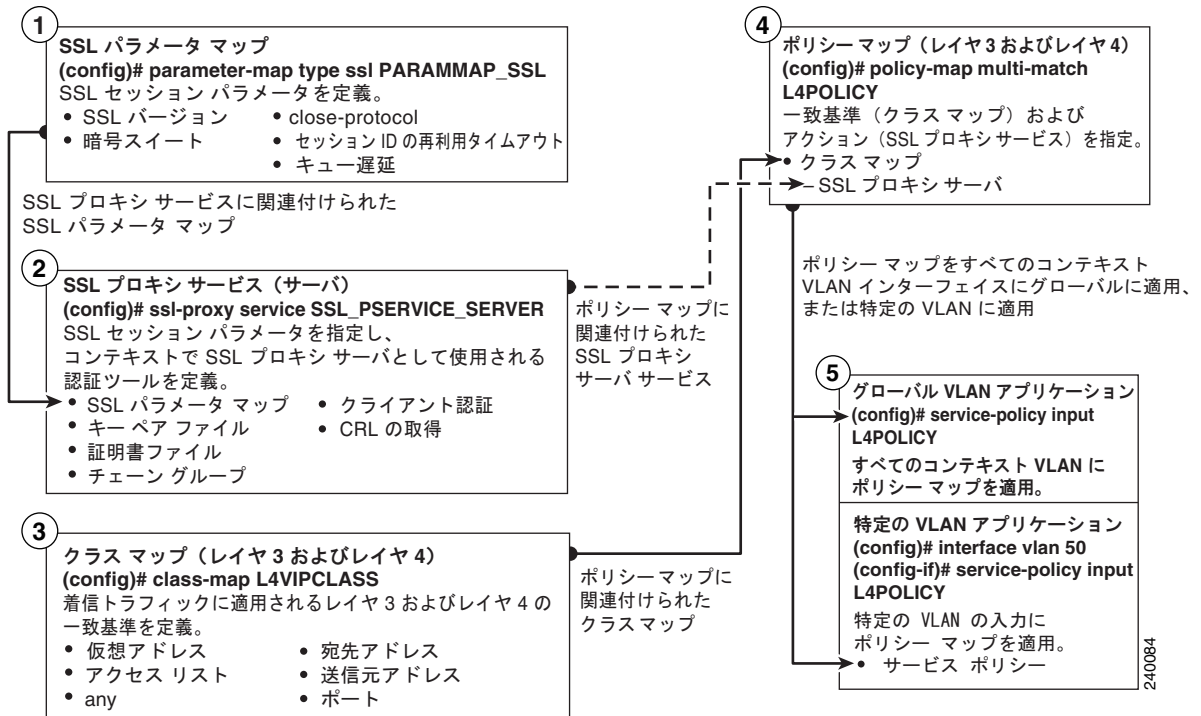 1
SSL パラメータ マップ
(config)# parameter-map type ssl PARAMMAP_SSL
SSL セッション パラメータを定義。
• SSL バージョン
• 暗号スイート
• close-protocol
• セッション ID の再利用タイムアウト
• キュー遅延
SSL プロキシ サービスに関連付けられた
SSL パラメータ マップ
2
SSL プロキシ サービス（サーバ）
(config)# ssl-proxy service SSL_PSERVICE_SERVER
SSL セッション パラメータを指定し、
コンテキストで SSL プロキシ サーバとして使用される
認証ツールを定義。
• SSL パラメータ マップ
• キー ペア ファイル
• 証明書ファイル
• チェーン グループ
• クライアント認証
• CRL の取得
ポリシー マップに
関連付けられた
SSL プロキシ
サーバ サービス
3
クラス マップ（レイヤ 3 およびレイヤ 4）
(config)# class-map L4VIPCLASS
着信トラフィックに適用されるレイヤ 3 およびレイヤ 4 の
一致基準を定義。
• 仮想アドレス
• アクセス リスト
• any
• 宛先アドレス
• 送信元アドレス
• ポート
ポリシーマップに
関連付けられた
クラスマップ
4
ポリシーマップ（レイヤ 3 およびレイヤ 4）
(config)# policy-map multi-match
L4POLICY
一致基準（クラス マップ）および
アクション（SSL プロキシサービス）を指定。
• クラス マップ
– SSL プロキシ サーバ
ポリシー マップをすべてのコンテキスト
VLAN インターフェイスにグローバルに適用、
または特定の VLAN に適用
5
グローバル VLAN アプリケーション
(config)# service-policy input
L4POLICY
すべてのコンテキスト VLAN に
ポリシー マップを適用。
特定の VLAN アプリケーション
(config)# interface vlan 50
(config-if)# service-policy input
L4POLICY
特定の VLAN の入力に
ポリシー マップを適用。
• サービス ポリシー
240084